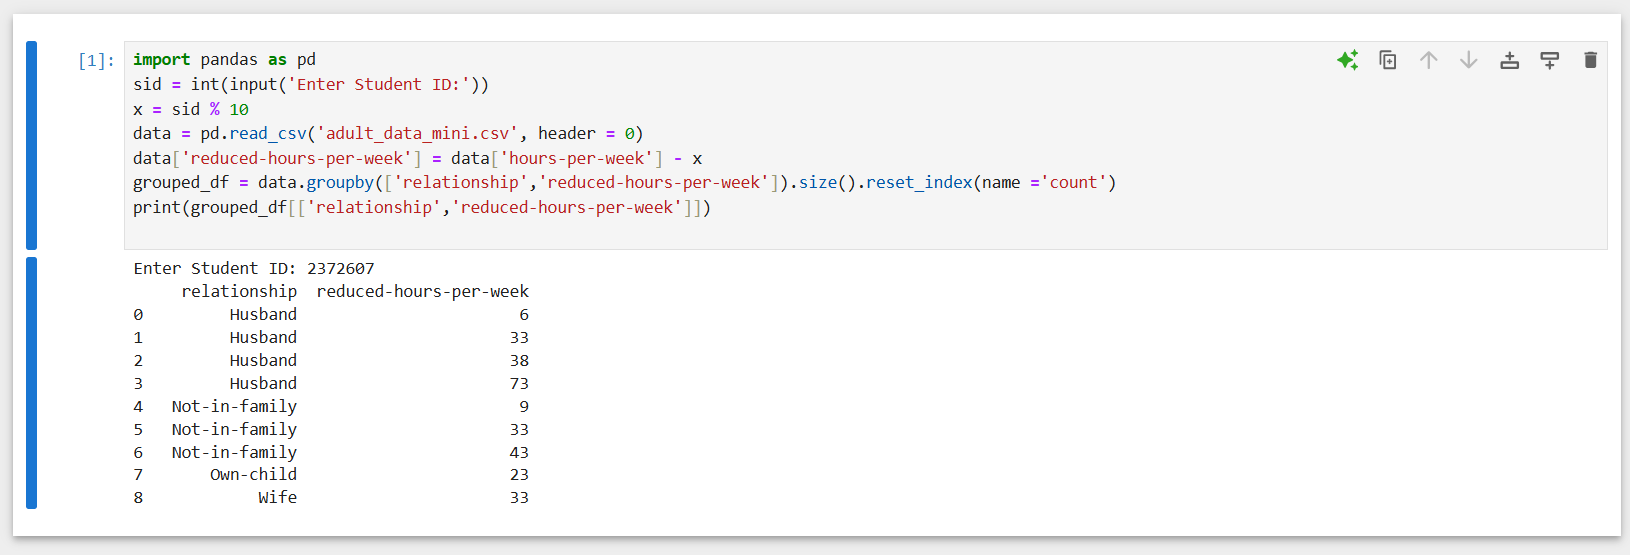 [1]: import pandas as pd
sid = int(input('Enter Student ID:'))
x = sid % 10
data = pd.read_csv('adult_data_mini.csv', header = 0)
data['reduced-hours-per-week'] = data['hours-per-week'] - x
grouped_df = data.groupby(['relationship','reduced-hours-per-week']).size().reset_index(name ='count')
print(grouped_df[['relationship','reduced-hours-per-week']])
Enter Student ID: 2372607
relationship reduced-hours-per-week
0 Husband 6
1 Husband 33
2 Husband 38
3 Husband 73
4 Not-in-family 9
5 Not-in-family 33
6 Not-in-family 43
7 Own-child 23
8 Wife 33